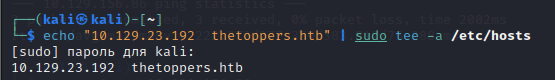 ┌──(kali㉿kali)-[~]
└─$ echo "10.129.23.192  thetoppers.htb" | sudo tee -a /etc/hosts
[sudo] пароль для kali:
10.129.23.192  thetoppers.htb